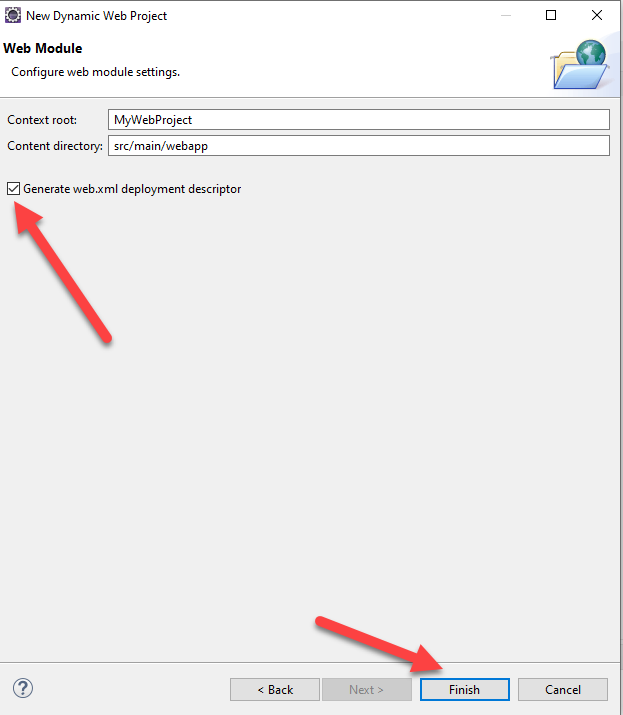 New Dynamic Web Project
Web Module
Configure web module settings.
Context root: MyWebProject
Content directory: src/main/webapp
Generate web.xml deployment descriptor
? < Back Next > Finish Cancel